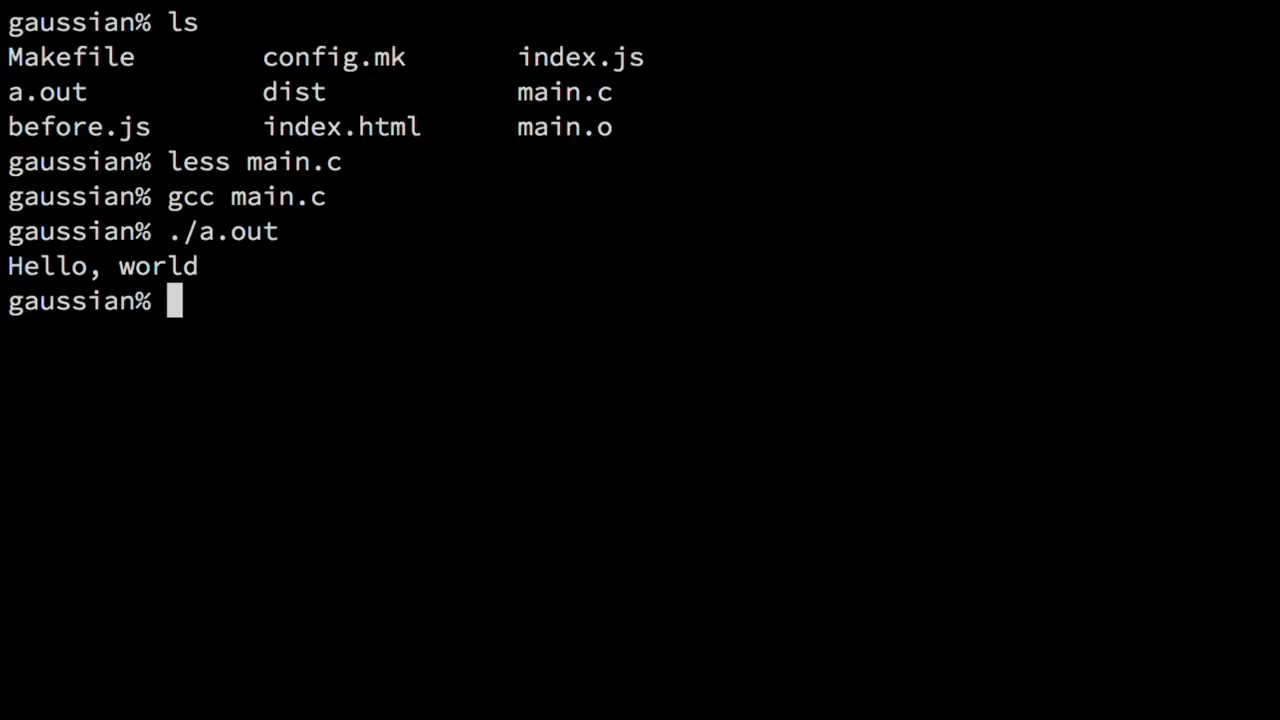 gaussian% ls
Makefile config.mk index.js
a.out dist main.c
before.js index.html main.o
gaussian% less main.c
gaussian% gcc main.c
gaussian% ./a.out
Hello, world
gaussian%